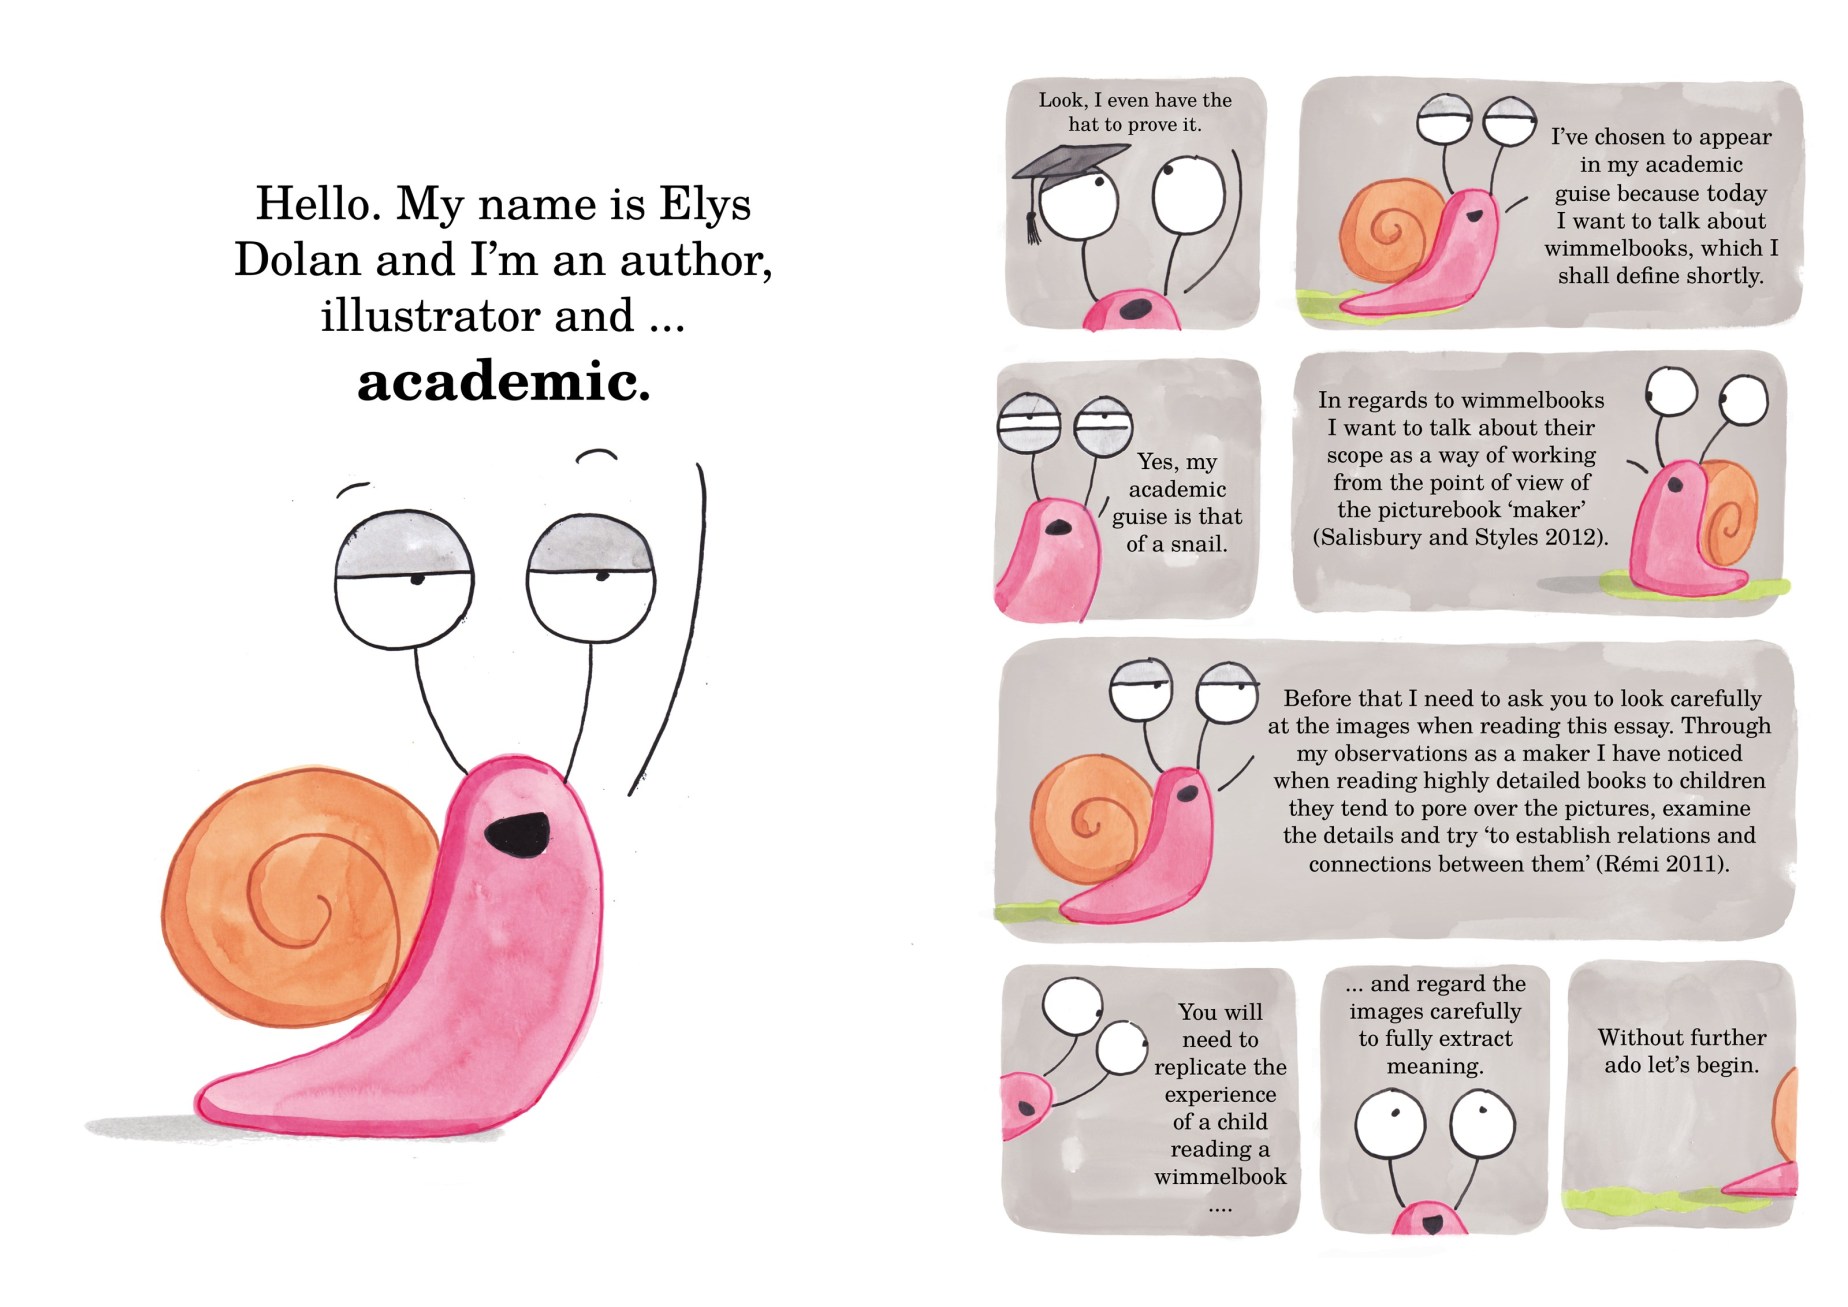 Hello. My name is Elys
Dolan and I’m an author,
illustrator and ...
academic.
Look, I even have the
hat to prove it.
I’ve chosen to appear
in my academic
guise because today
I want to talk about
wimmelbooks, which I
shall define shortly.
Yes, my
academic
guise is that
of a snail.
In regards to wimmelbooks
I want to talk about their
scope as a way of working
from the point of view of
the picturebook ‘maker’
(Salisbury and Styles 2012).
Before that I need to ask you to look carefully
at the images when reading this essay. Through
my observations as a maker I have noticed
when reading highly detailed books to children
they tend to pore over the pictures, examine
the details and try ‘to establish relations and
connections between them’ (Rémi 2011).
You will
need to
replicate the
experience
of a child
reading a
wimmelbook
....
... and regard the
images carefully
to fully extract
meaning.
Without further
ado let’s begin.